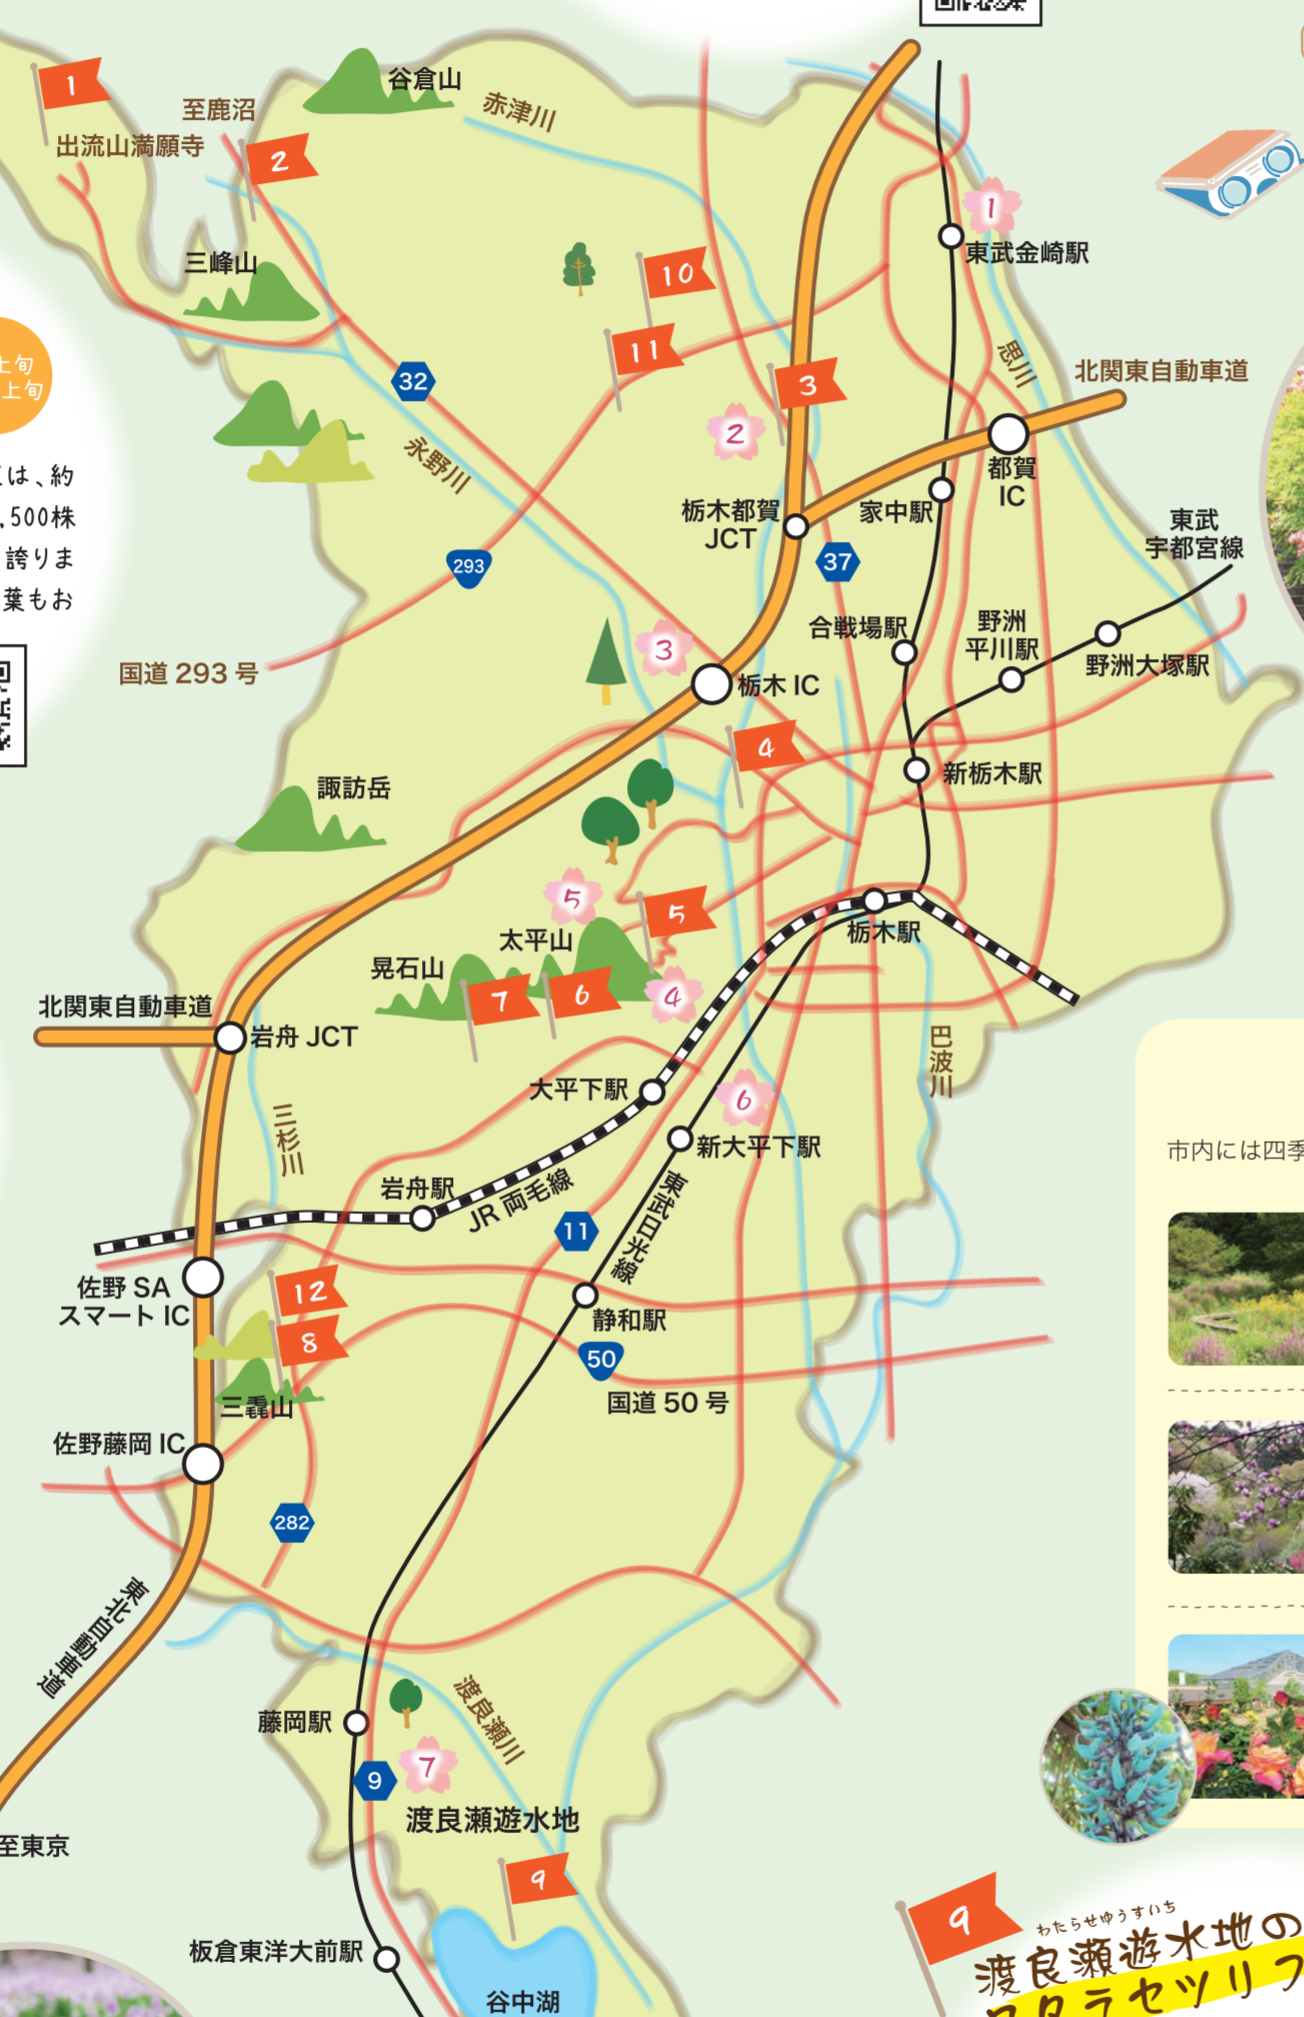 1
谷倉山
至鹿沼
赤津川
出流山満願寺
2
1
東武金崎駅
三峰山
10
11
3
思川
北関東自動車道
上旬
上旬
32
2
永野川
は、約
,500株
誇りま
葉もお
都賀
IC
家中駅
栃木都賀
JCT
東武
宇都宮線
37
293
合戦場駅
野洲
平川駅
野洲大塚駅
3
国道 293 号
栃木 IC
4
新栃木駅
諏訪岳
5
5
太平山
栃木駅
晃石山
7
6
4
北関東自動車道
岩舟 JCT
巴波川
大平下駅
6
三杉川
新大平下駅
市内には四季
岩舟駅
JR 両毛線
東武日光線
11
佐野 SA
スマート IC
12
静和駅
8
50
国道 50 号
三毳山
佐野藤岡 IC
282
東北自動車道
渡良瀬川
藤岡駅
7
9
渡良瀬遊水地
至東京
9
9
わたらせゆうすいち
渡良瀬遊水地の
板倉東洋大前駅
谷中湖
タラセツリフ